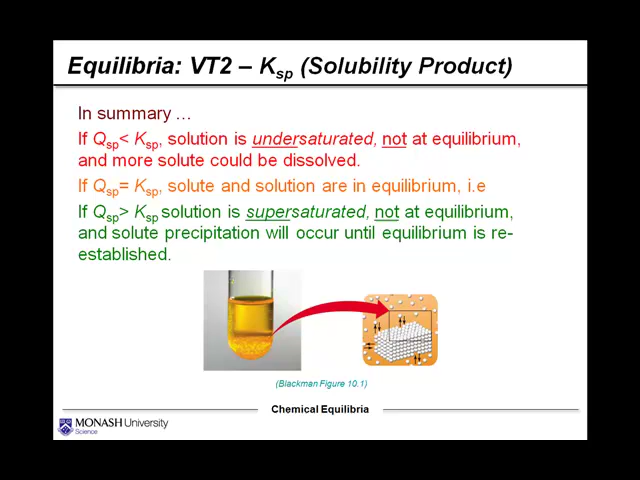 Equilibria: VT2 – Ksp (Solubility Product)
In summary …
If Qsp< Ksp, solution is undersaturated, not at equilibrium,
and more solute could be dissolved.
If Qsp= Ksp, solute and solution are in equilibrium, i.e
If Qsp> Ksp solution is supersaturated, not at equilibrium,
and solute precipitation will occur until equilibrium is re-
established.
(Blackman Figure 10.1)
Chemical Equilibria
MONASH University
Science